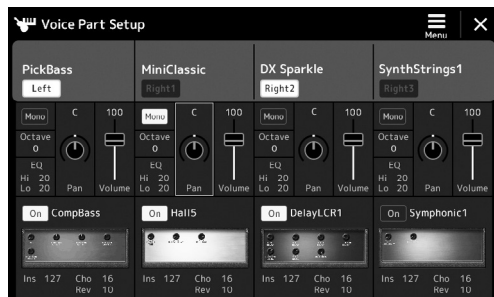 Voice Part Setup
Menu
PickBass MiniClassic DX Sparkle SynthStrings1
Left Right1 Right2 Right3
Mono C 100 Mono C 100 Mono C 100 Mono C 100
Octave Octave Octave Octave
0 0 0 0
EQ EQ EQ EQ
Hi 20 Hi 20 Hi 20 Hi 20
Lo 20 Pan Volume Lo 20 Pan Volume Lo 20 Pan Volume Lo 20 Pan Volume
On CompBass On Hall5 On DelayLCR1 On Symphonic1
Ins 127 Cho 16 Ins 127 Cho 16 Ins 127 Cho 16 Ins 127 Cho 16
Rev 10 Rev 10 Rev 10 Rev 10